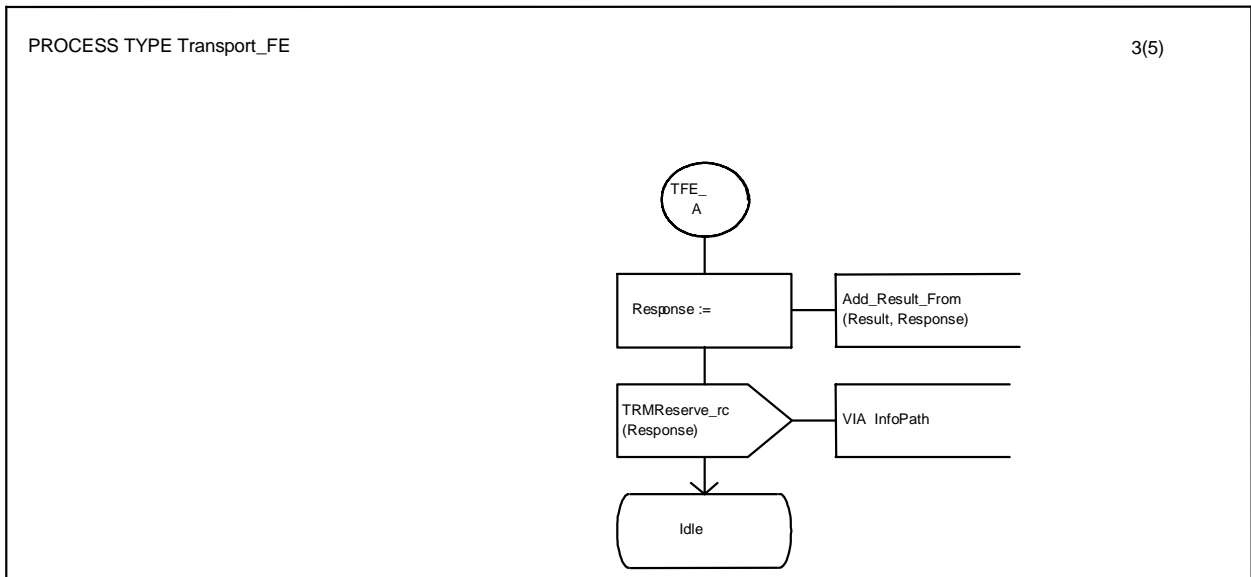 PROCESS TYPE Transport_FE
3(5)
TFE_
A
Response :=
Add_Result_From
(Result, Response)
TRMReserve_rc
(Response)
VIA InfoPath
Idle